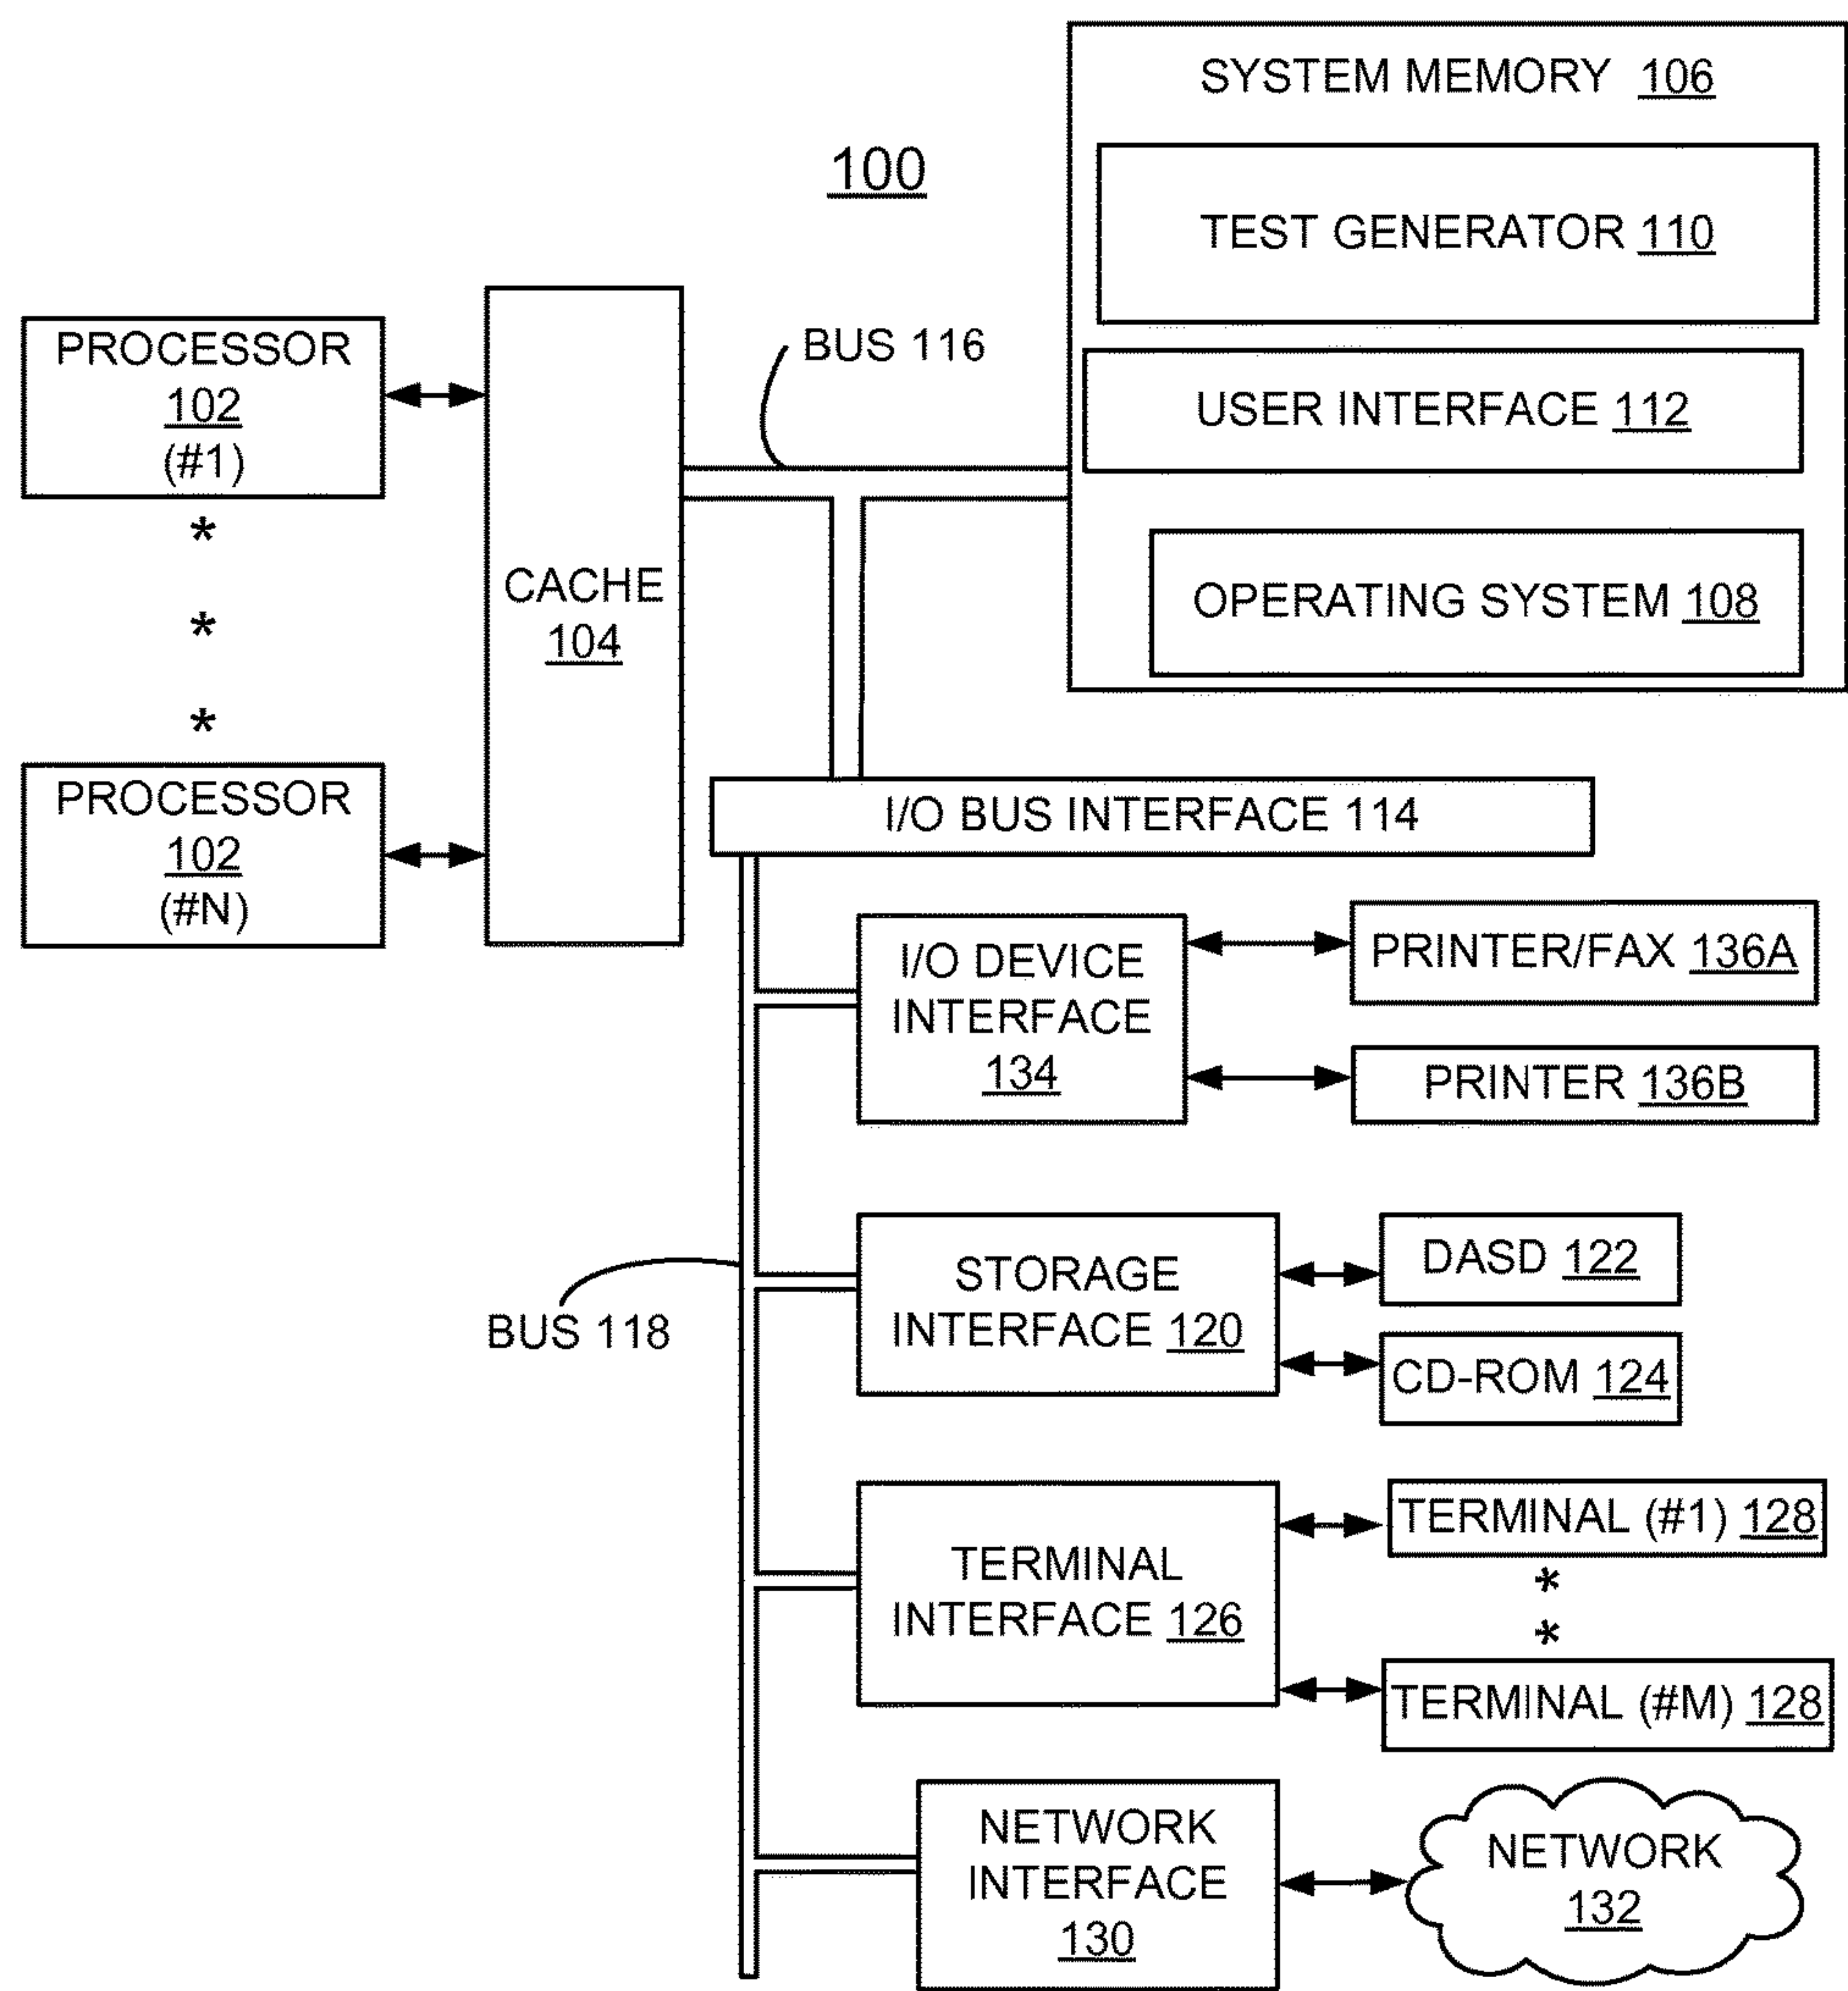 SYSTEM MEMORY 106
100
TEST GENERATOR 110
BUS 116
USER INTERFACE 112
OPERATING SYSTEM 108
PROCESSOR
102
(#1)
*
*
*
PROCESSOR
102
(#N)
CACHE
104
I/O BUS INTERFACE 114
I/O DEVICE
INTERFACE
134
PRINTER/FAX 136A
PRINTER 136B
BUS 118
STORAGE
INTERFACE 120
DASD 122
CD-ROM 124
TERMINAL
INTERFACE 126
TERMINAL (#1) 128
*
*
TERMINAL (#M) 128
NETWORK
INTERFACE
130
NETWORK
132